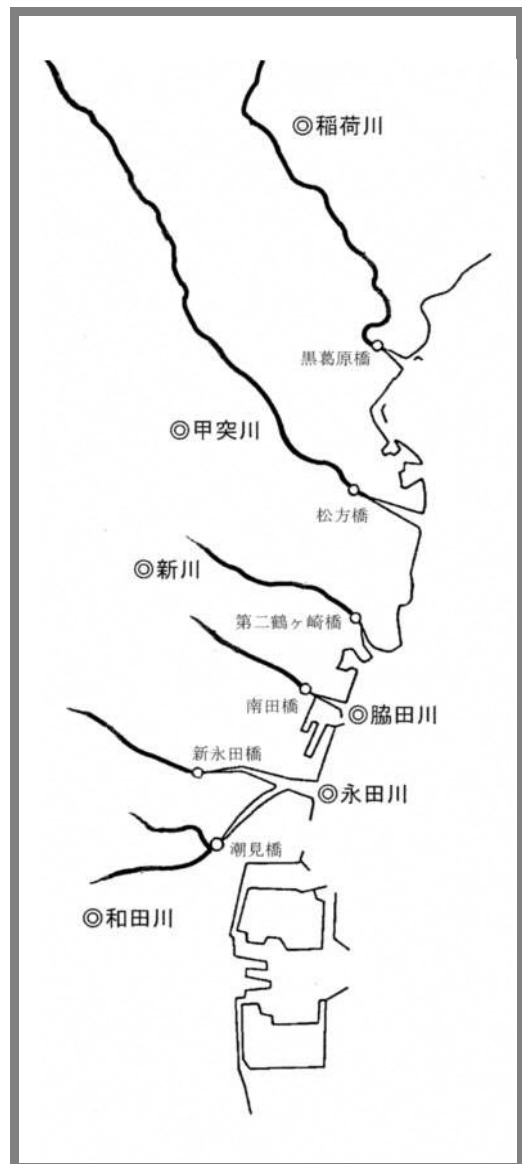 ◎稲荷川
黒葛原橋
◎甲突川
松方橋
◎新川
第二鶴ヶ崎橋
南田橋
◎脇田川
新永田橋
◎永田川
潮見橋
◎和田川